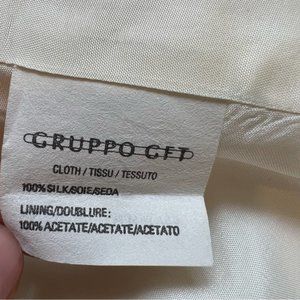 GRUPPO GFT
CLOTH / TISSU / TESSUTO
100% SILK/SOIE/SEDA
LINING/DOUBLURE:
100% ACETATE/ACETATE/ACETATO